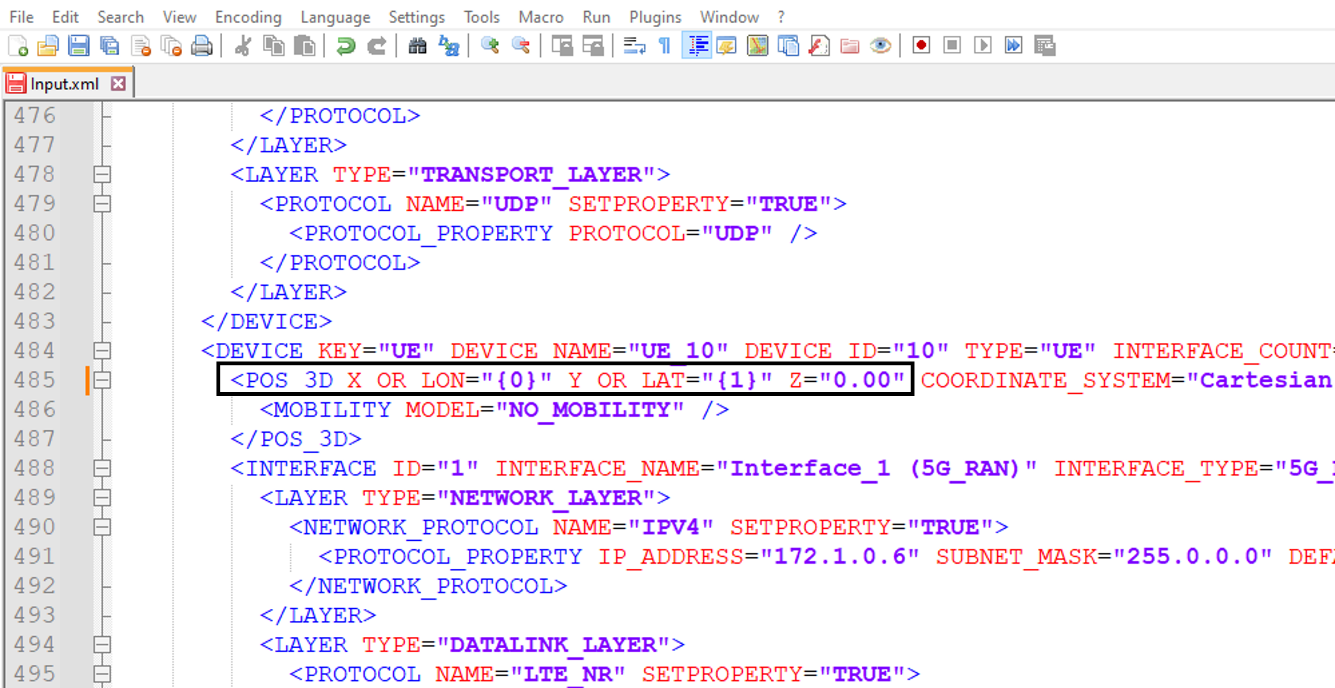 File Edit Search View Encoding Language Settings Tools Macro Run Plugins Window ?
Input.xml
476 </PROTOCOL>
477 </LAYER>
478 <LAYER TYPE="TRANSPORT_LAYER">
479 <PROTOCOL NAME="UDP" SETPROPERTY="TRUE">
480 <PROTOCOL_PROPERTY PROTOCOL="UDP" />
481 </PROTOCOL>
482 </LAYER>
483 </DEVICE>
484 <DEVICE KEY="UE" DEVICE_NAME="UE_10" DEVICE_ID="10" TYPE="UE" INTERFACE_COUNT=
485 <POS_3D X_OR_LON="{0}" Y_OR_LAT="{1}" Z="0.00" COORDINATE_SYSTEM="Cartesian
486 <MOBILITY MODEL="NO_MOBILITY" />
487 </POS_3D>
488 <INTERFACE ID="1" INTERFACE_NAME="Interface_1 (5G_RAN)" INTERFACE_TYPE="5G_
489 <LAYER TYPE="NETWORK_LAYER">
490 <NETWORK_PROTOCOL NAME="IPV4" SETPROPERTY="TRUE">
491 <PROTOCOL_PROPERTY IP_ADDRESS="172.1.0.6" SUBNET_MASK="255.0.0.0" DEF
492 </NETWORK_PROTOCOL>
493 </LAYER>
494 <LAYER TYPE="DATALINK_LAYER">
495 <PROTOCOL NAME="LTE_NR" SETPROPERTY="TRUE">